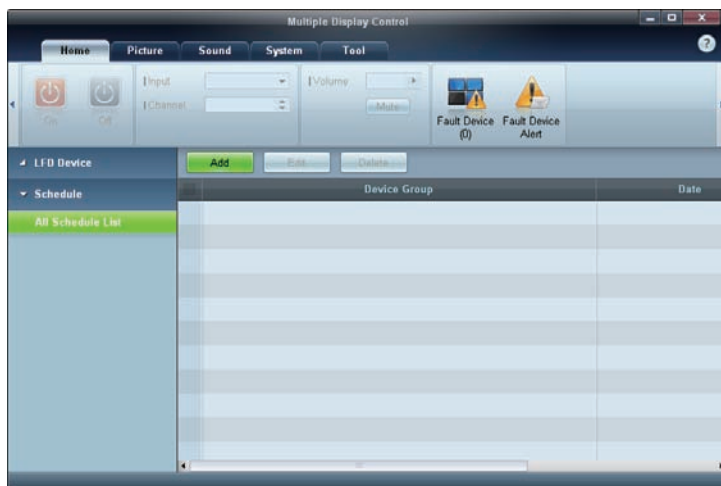 Multiple Display Control
Home Picture Sound System Tool
?
Input
Volume
On Off
Channel
Mute
Fault Device
(0)
Fault Device
Alert
LFD Device
Add Edit Delete
Schedule
Device Group Date
All Schedule List